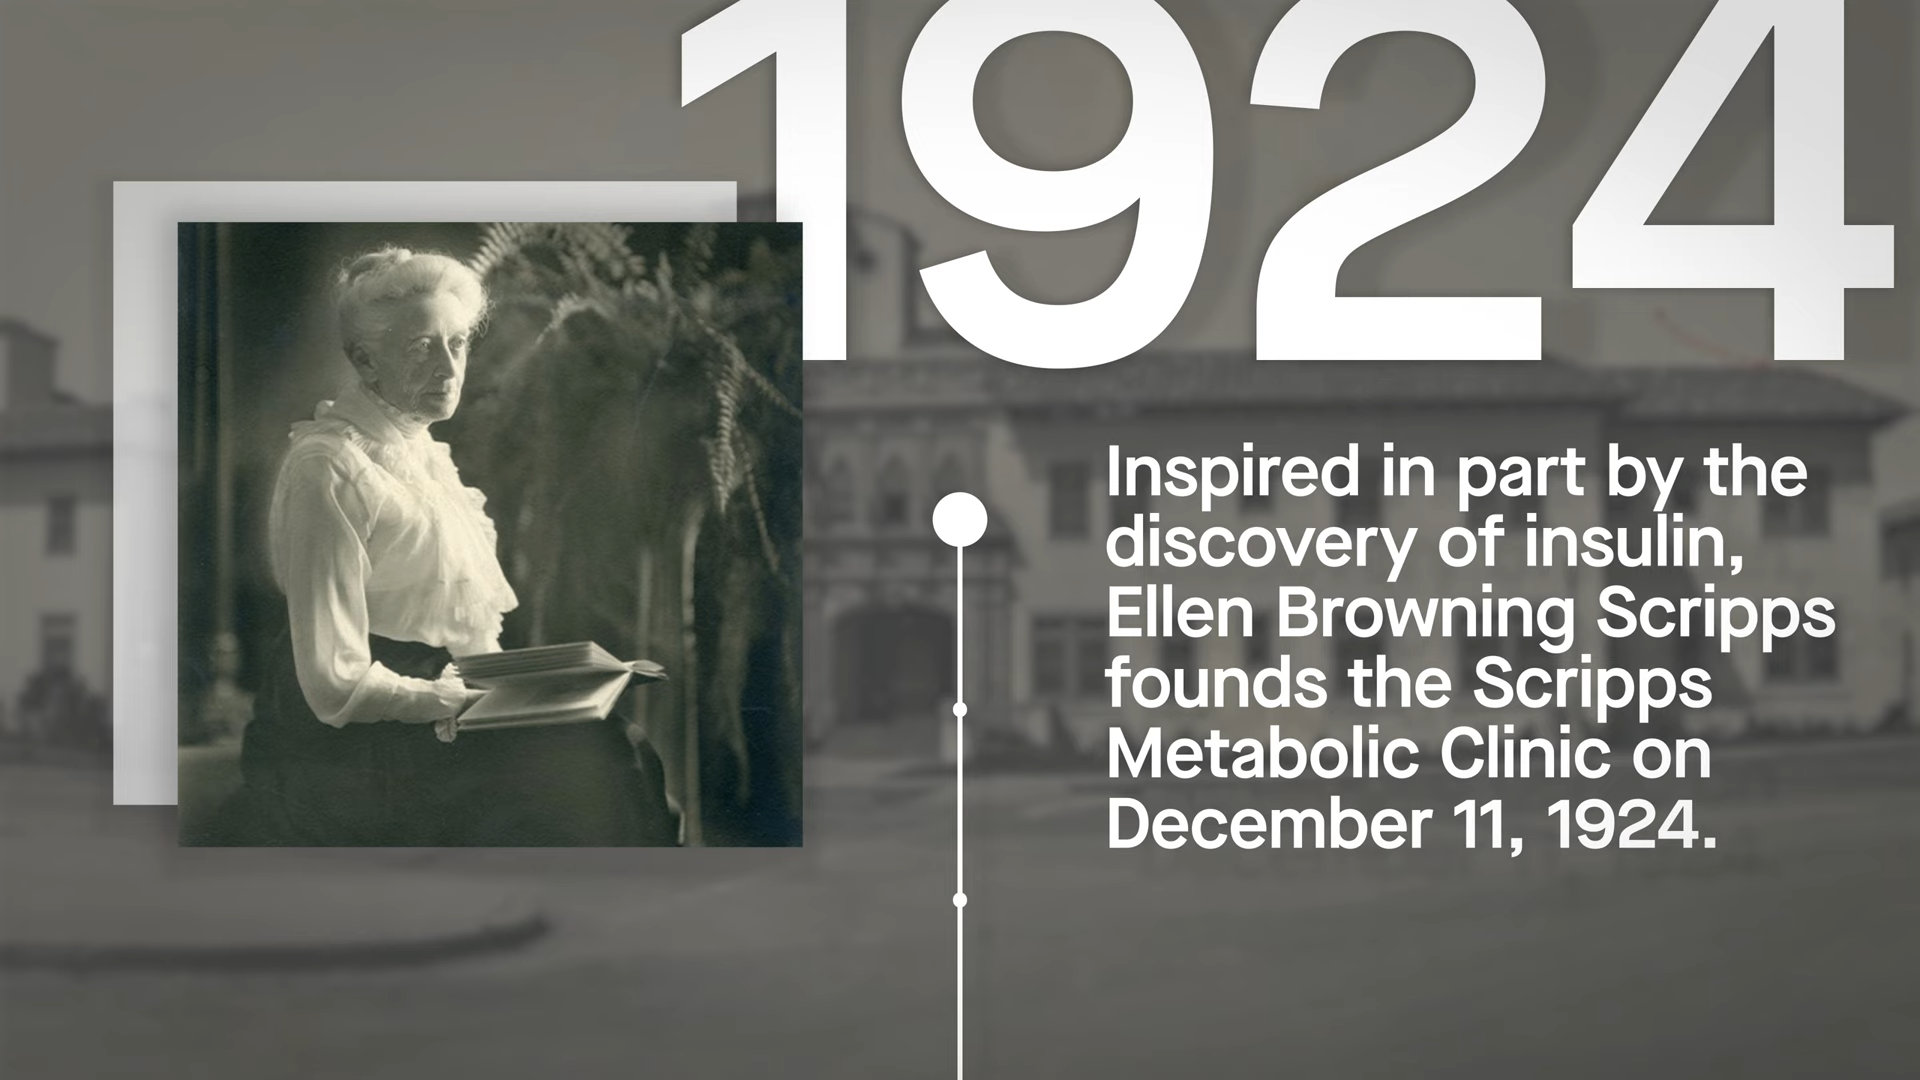 1924
Inspired in part by the
discovery of insulin,
Ellen Browning Scripps
founds the Scripps
Metabolic Clinic on
December 11, 1924.